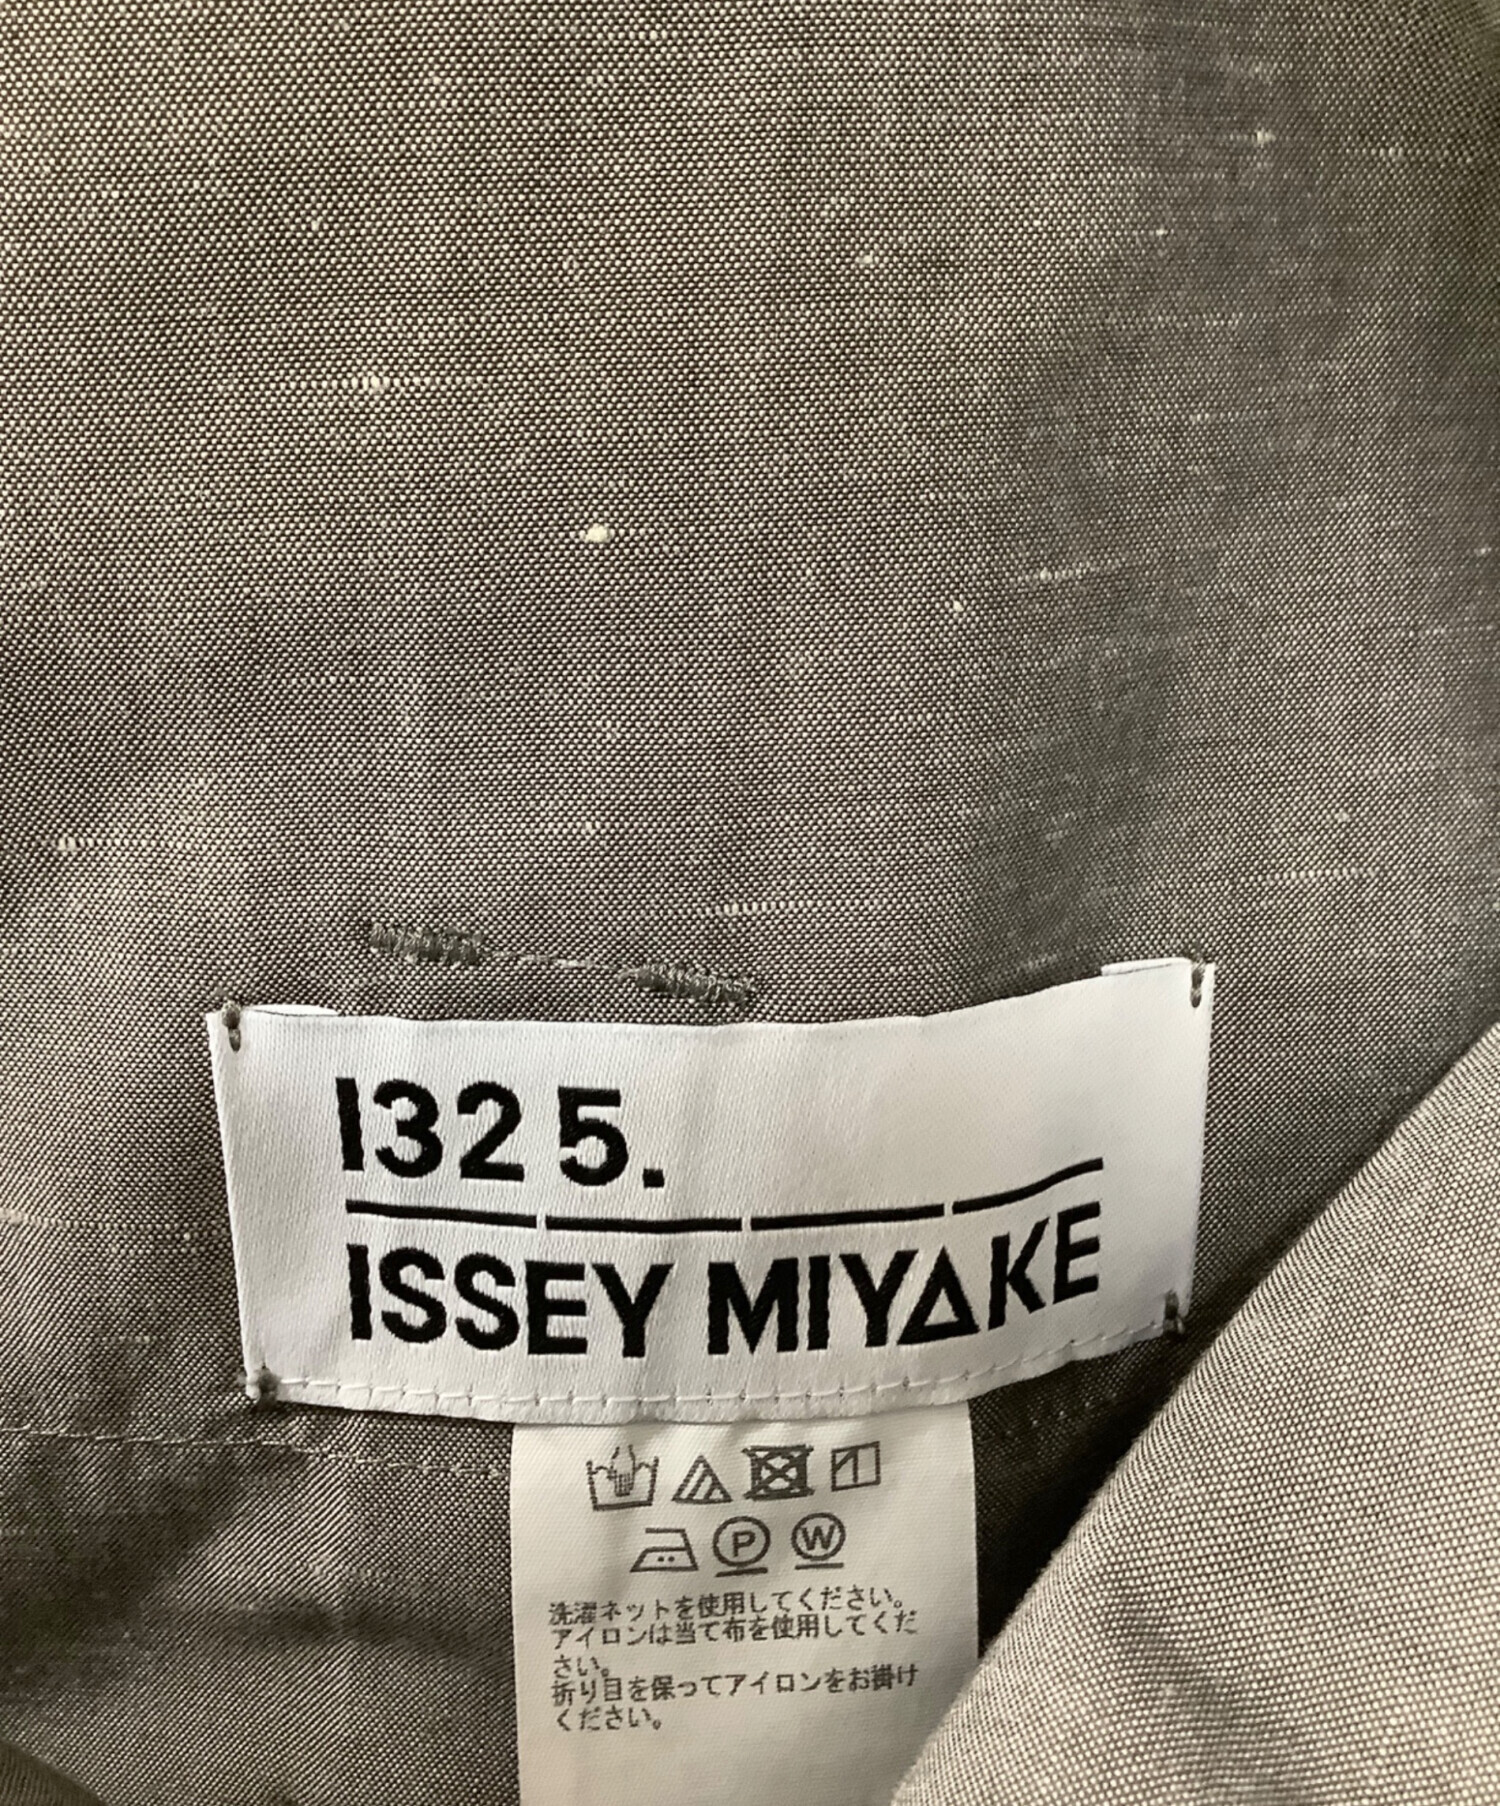 132 5.
ISSEY MIYAKE
P W
洗濯ネットを使用してください。
アイロンは当て布を使用してくだ
さい。
折り目を保ってアイロンをお掛け
ください。